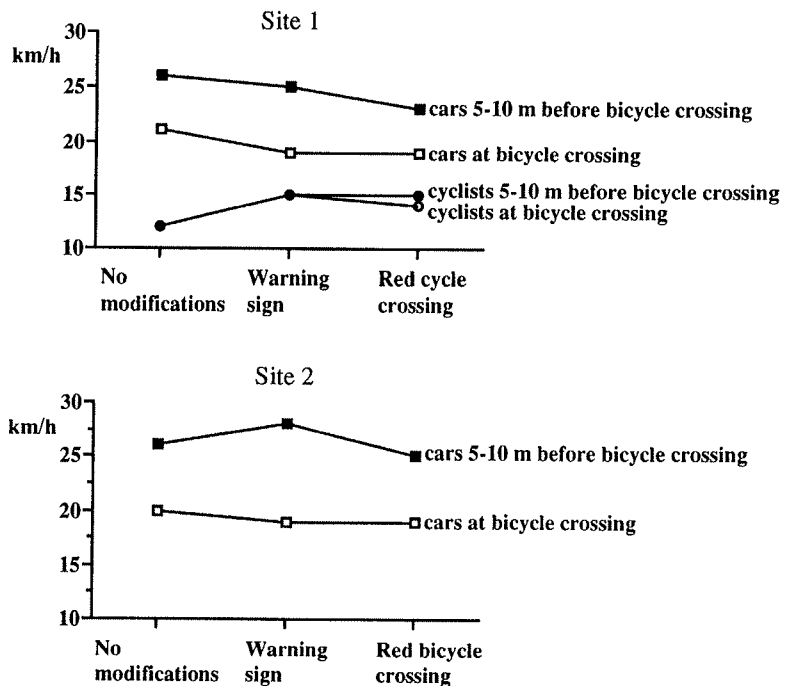 Site 1
km/h
30
25
20
15
10
cars 5-10 m before bicycle crossing
cars at bicycle crossing
cyclists 5-10 m before bicycle crossing
cyclists at bicycle crossing
No
modifications
Warning
sign
Red cycle
crossing
Site 2
km/h
30
25
20
15
10
cars 5-10 m before bicycle crossing
cars at bicycle crossing
No
modifications
Warning
sign
Red bicycle
crossing